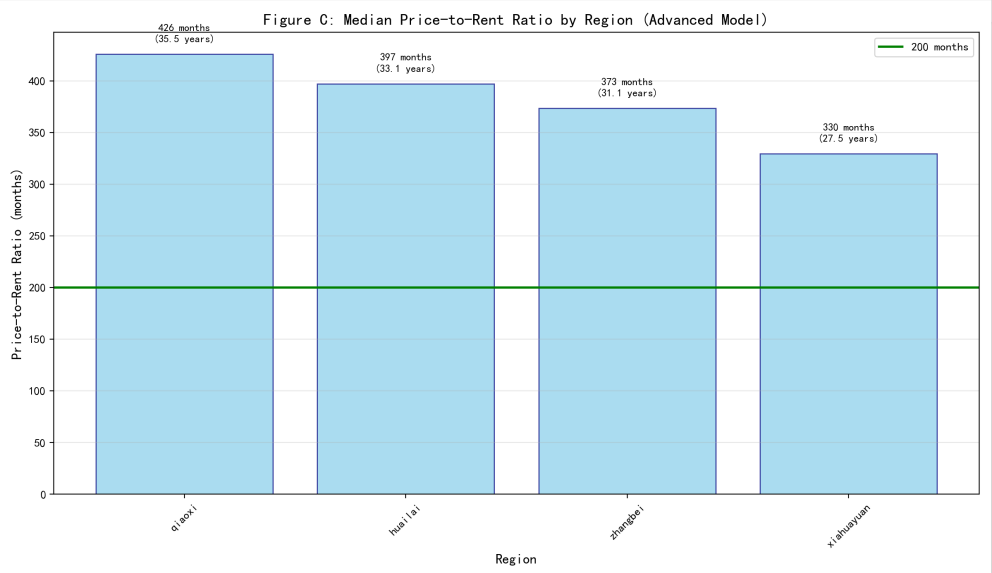 Figure C: Median Price-to-Rent Ratio by Region (Advanced Model)
426 months
(35.5 years)
397 months
(33.1 years)
373 months
(31.1 years)
330 months
(27.5 years)
200 months
Price-to-Rent Ratio (months)
400
350
300
250
200
150
100
50
0
qiaoxi
huailai
zhangbei
xiahuayuan
Region